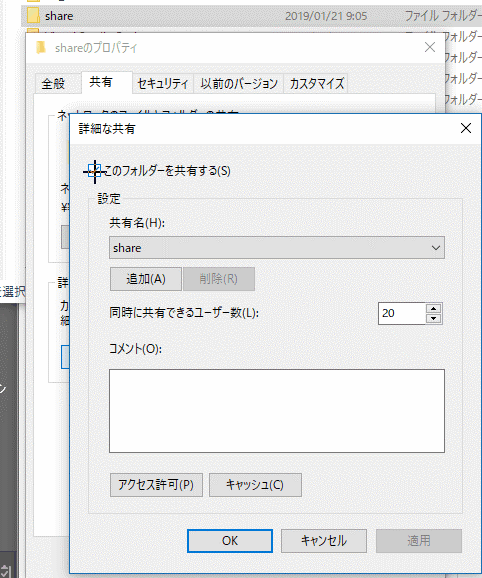 share 2019/01/21 9:05 ファイル フォルダー
shareのプロパティ
全般 共有 セキュリティ 以前のバージョン カスタマイズ
詳細な共有
このフォルダーを共有する(S)
設定
共有名(H):
share
追加(A) 削除(R)
同時に共有できるユーザー数(L): 20
コメント(O):
アクセス許可(P) キャッシュ(C)
OK キャンセル 適用